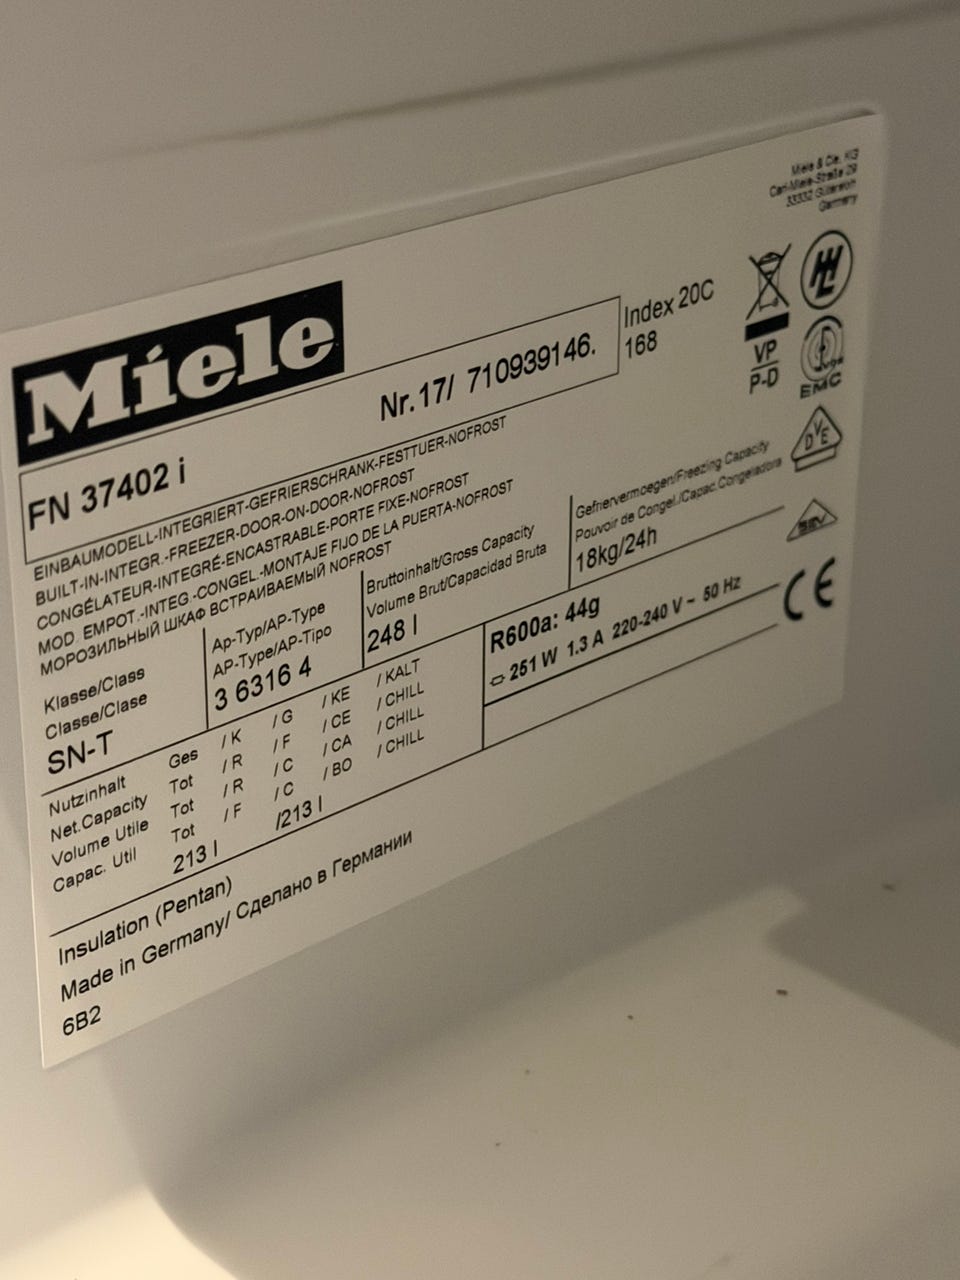 Miele & Cie. KG
Carl-Miele-Straße 29
33332 Gütersloh
Germany
Miele
FN 37402 i
Nr. 17/ 710939146.
Index 20C
168
VP
P-D
EMC
DVE
EINBAUMODELL-INTEGRIERT-GEFRIERSCHRANK-FESTTUER-NOFROST
BUILT-IN-INTEGR.-FREEZER-DOOR-ON-DOOR-NOFROST
CONGÉLATEUR-INTEGRÉ-ENCASTRABLE-PORTE FIXE-NOFROST
MOD. EMPOT.-INTEG.-CONGEL.-MONTAJE FIJO DE LA PUERTA-NOFROST
МОРОЗИЛЬНЫЙ ШКАФ ВСТРАИВАЕМЫЙ NOFROST
Klasse/Class
Classe/Clase
SN-T
Ap-Typ/AP-Type
AP-Type/AP-Tipo
3 6316 4
Bruttoinhalt/Gross Capacity
Volume Brut/Capacidad Bruta
248 l
Gefriervermoegen/Freezing Capacity
Pouvoir de Congel./Capac.Congeladora
18kg/24h
Nutzinhalt Ges / K / G / KE / KALT
Net.Capacity Tot / R / F / CE / CHILL
Volume Utile Tot / R / C / CA / CHILL
Capac. Util Tot / F / C / BO / CHILL
213 l /213 l
R600a: 44g
251 W 1.3 A 220-240 V ~ 50 Hz
CE
Insulation (Pentan)
Made in Germany/ Сделано в Германии
6B2